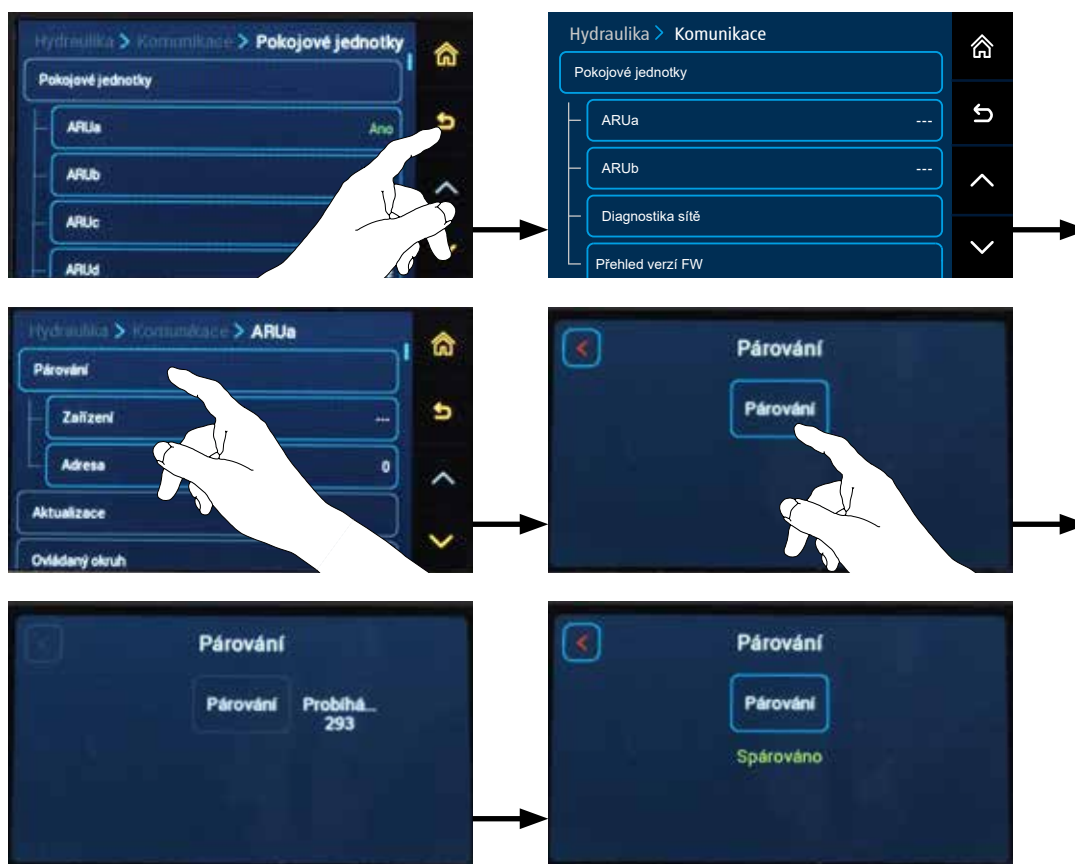 Hydraulika > Komunikace > Pokojové jednotky
Pokojové jednotky
ARUa Ano
ARUb
ARUc
ARUd
Hydraulika > Komunikace
Pokojové jednotky
ARUa ---
ARUb ---
Diagnostika sítě
Přehled verzí FW
Hydraulika > Komunikace > ARUa
Párování
Zařízení ---
Adresa 0
Aktualizace
Ovládaný okruh
Párování
Párování
Párování
Párování Probíhá...
293
Párování
Párování
Spárováno